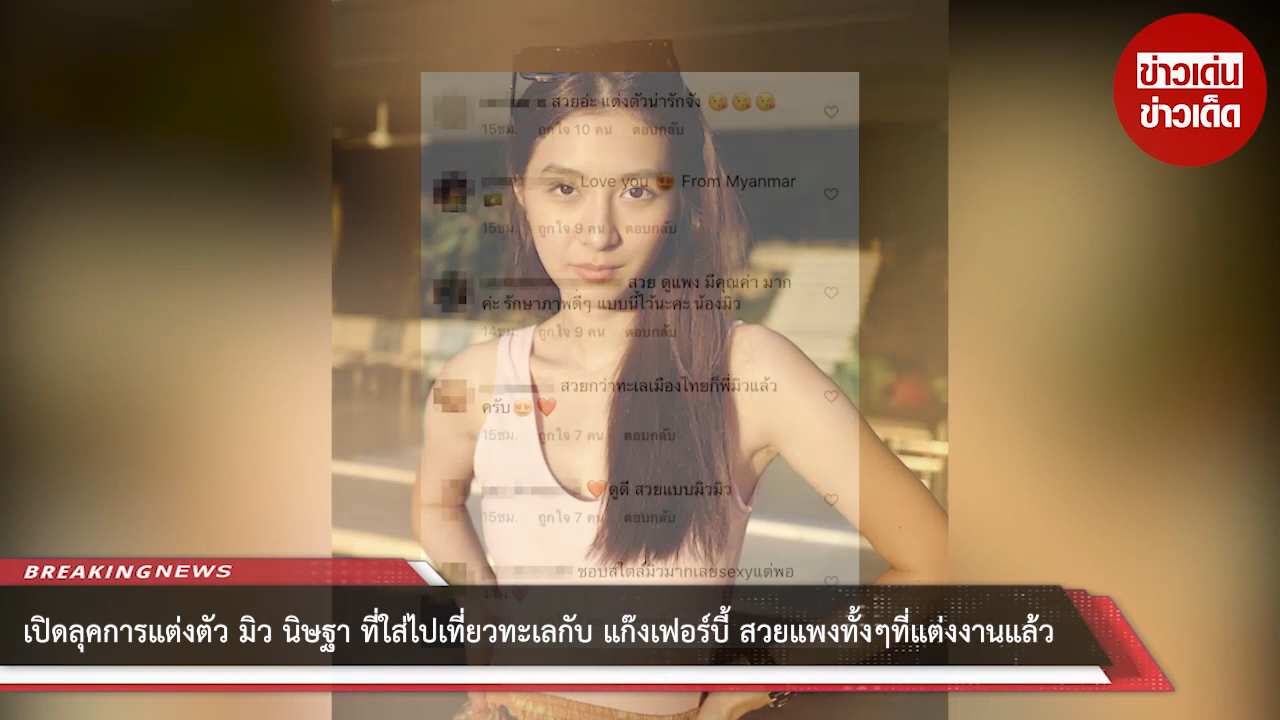 ข่าวเด่น
ข่าวเด็ด
สวยอ่ะ แต่งตัวน่ารักจัง 😘😘😘
15ชม. ถูกใจ 10 คน ตอบกลับ
Love you 😍 From Myanmar
🇲🇲
15ชม. ถูกใจ 9 คน ตอบกลับ
สวย ดูแพง มีคุณค่า มาก
ค่ะ รักษาภาพดีๆ แบบนี้ไว้นะคะ น้องมิว
14ชม. ถูกใจ 9 คน ตอบกลับ
สวยกว่าทะเลเมืองไทยก็พี่มิวแล้ว
ครับ😍❤️
15ชม. ถูกใจ 7 คน ตอบกลับ
❤️ดูดี สวยแบบมิวมิว
15ชม. ถูกใจ 7 คน ตอบกลับ
ชอบสไตล์มิวมากเลยsexyแต่พอ
งาม
BREAKINGNEWS
เปิดลุคการแต่งตัว มิว นิษฐา ที่ใส่ไปเที่ยวทะเลกับ แก๊งเฟอร์บี้ สวยแพงทั้งๆที่แต่งงานแล้ว